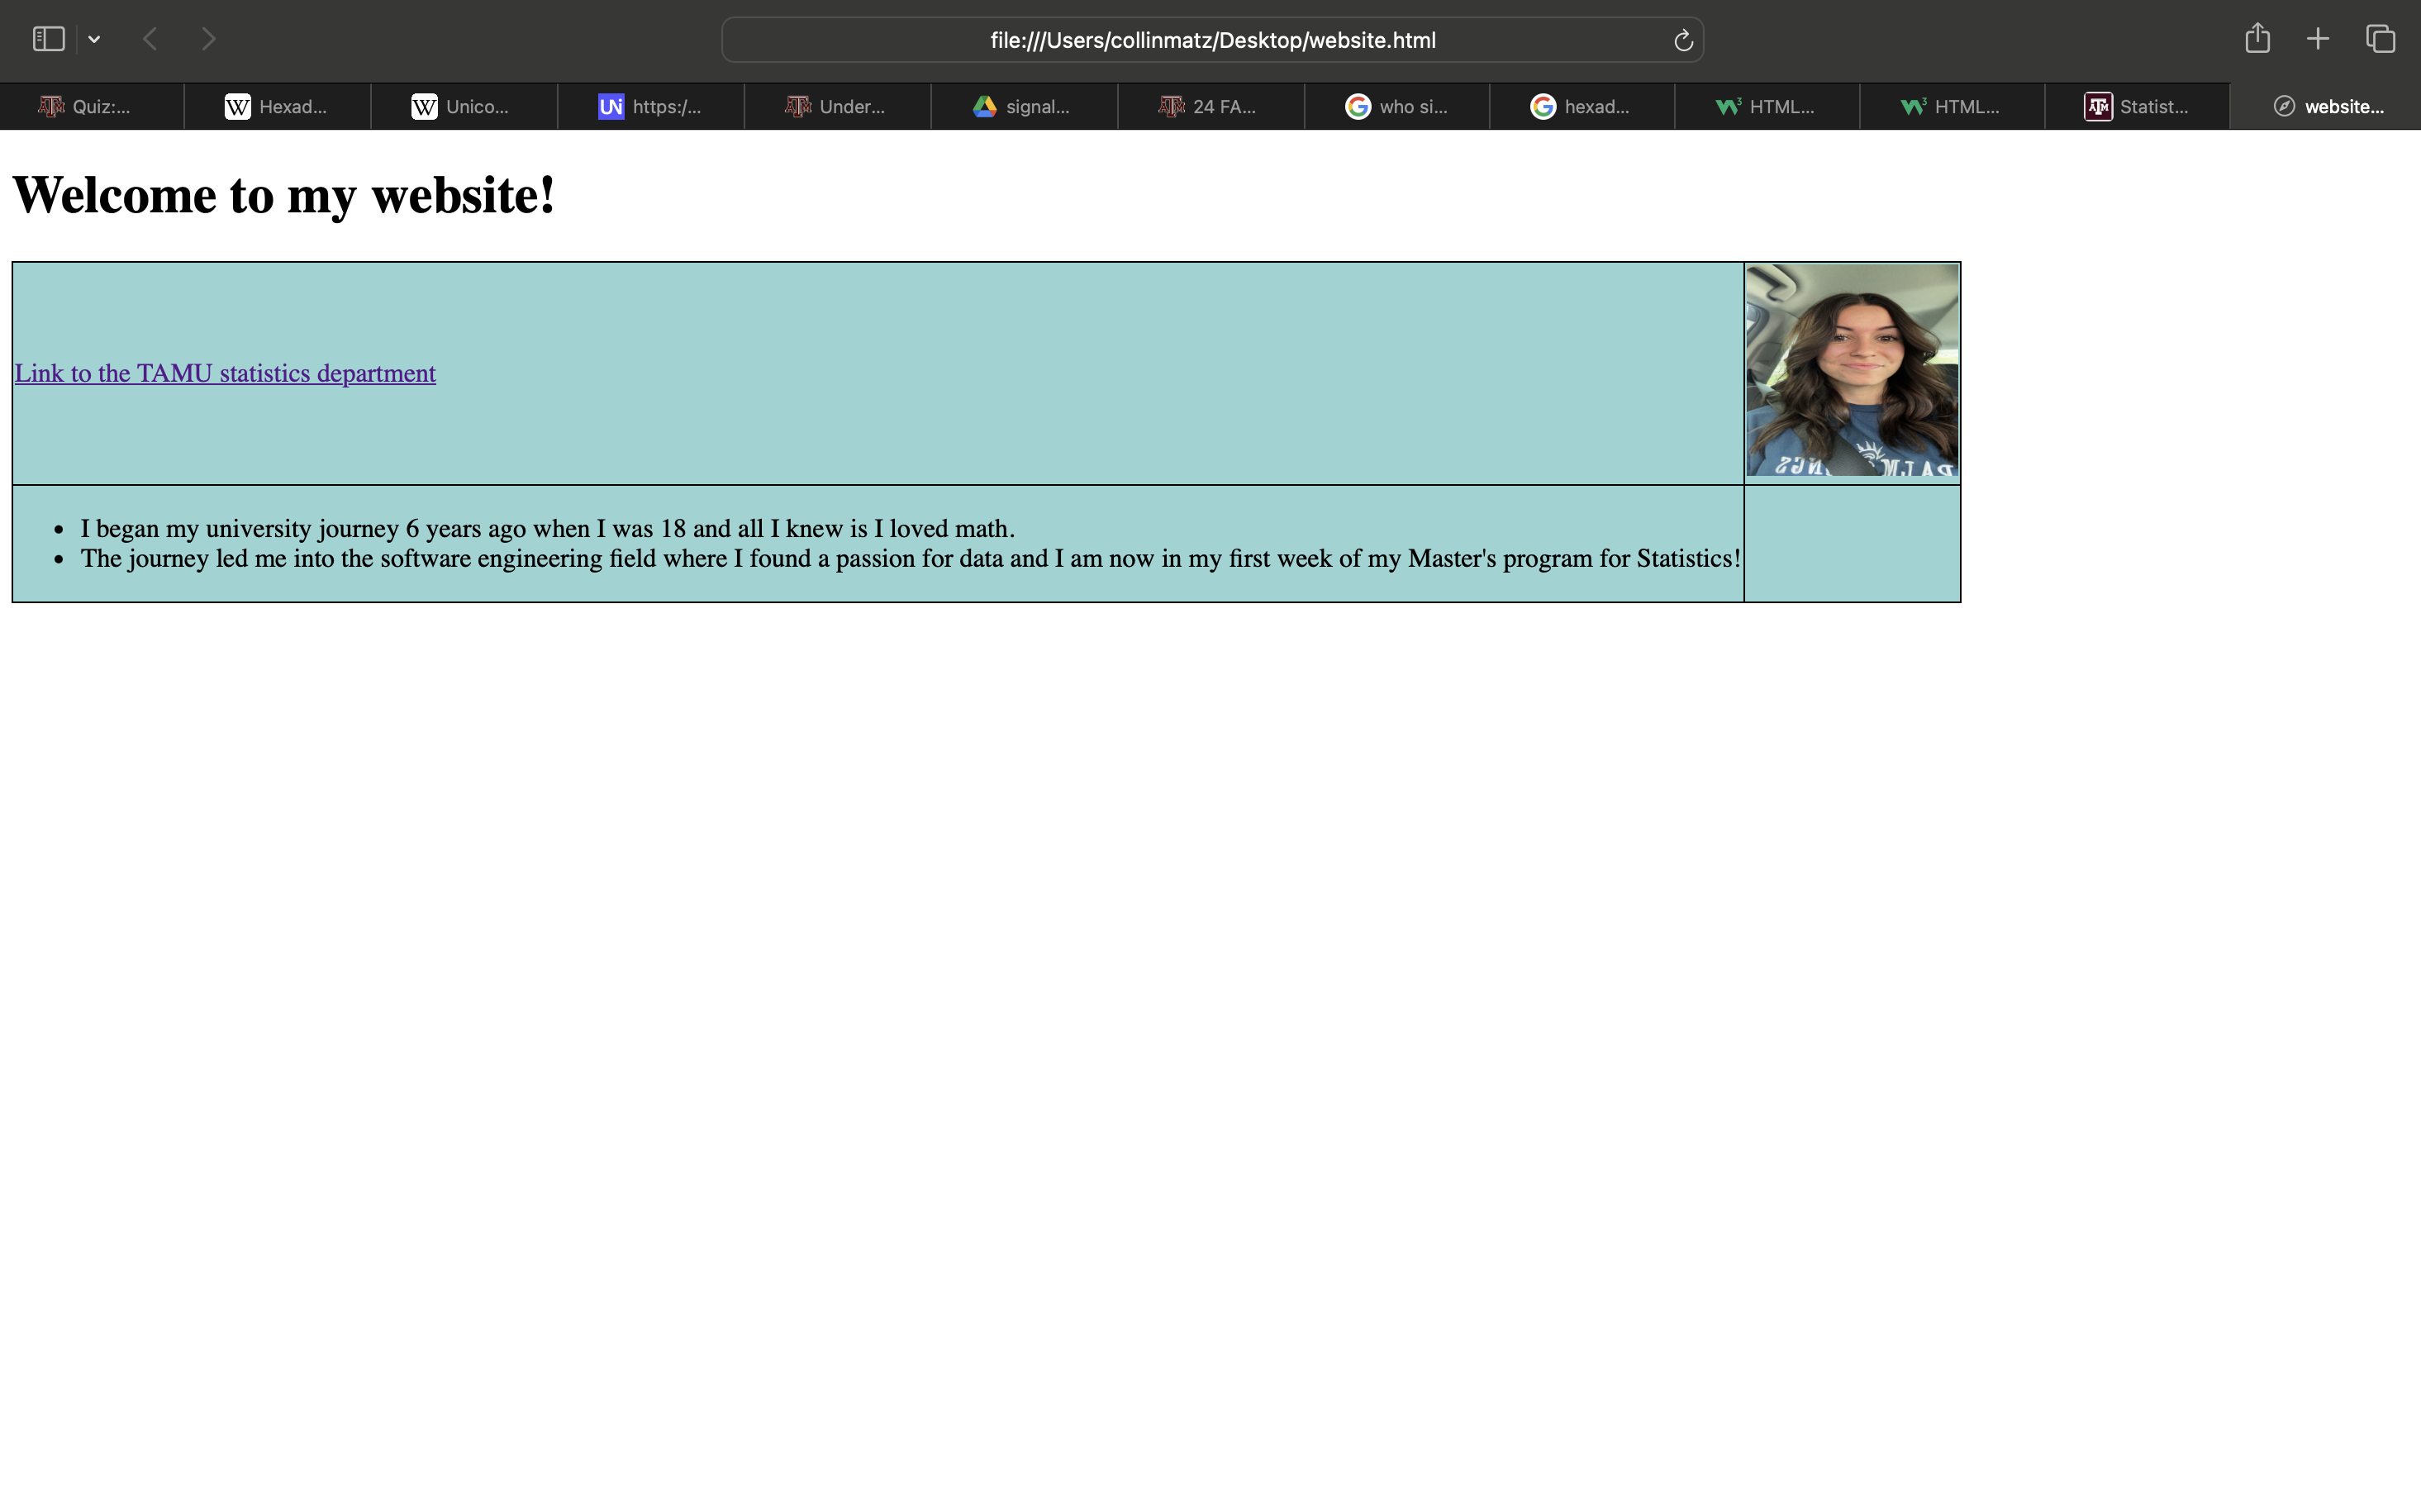 file:///Users/collinmatz/Desktop/website.html
Quiz:... Hexad... Unico... https:/... Under... signal... 24 FA... who si... hexad... HTML... HTML... Statist... website...
Welcome to my website!
Link to the TAMU statistics department
I began my university journey 6 years ago when I was 18 and all I knew is I loved math.
The journey led me into the software engineering field where I found a passion for data and I am now in my first week of my Master's program for Statistics!